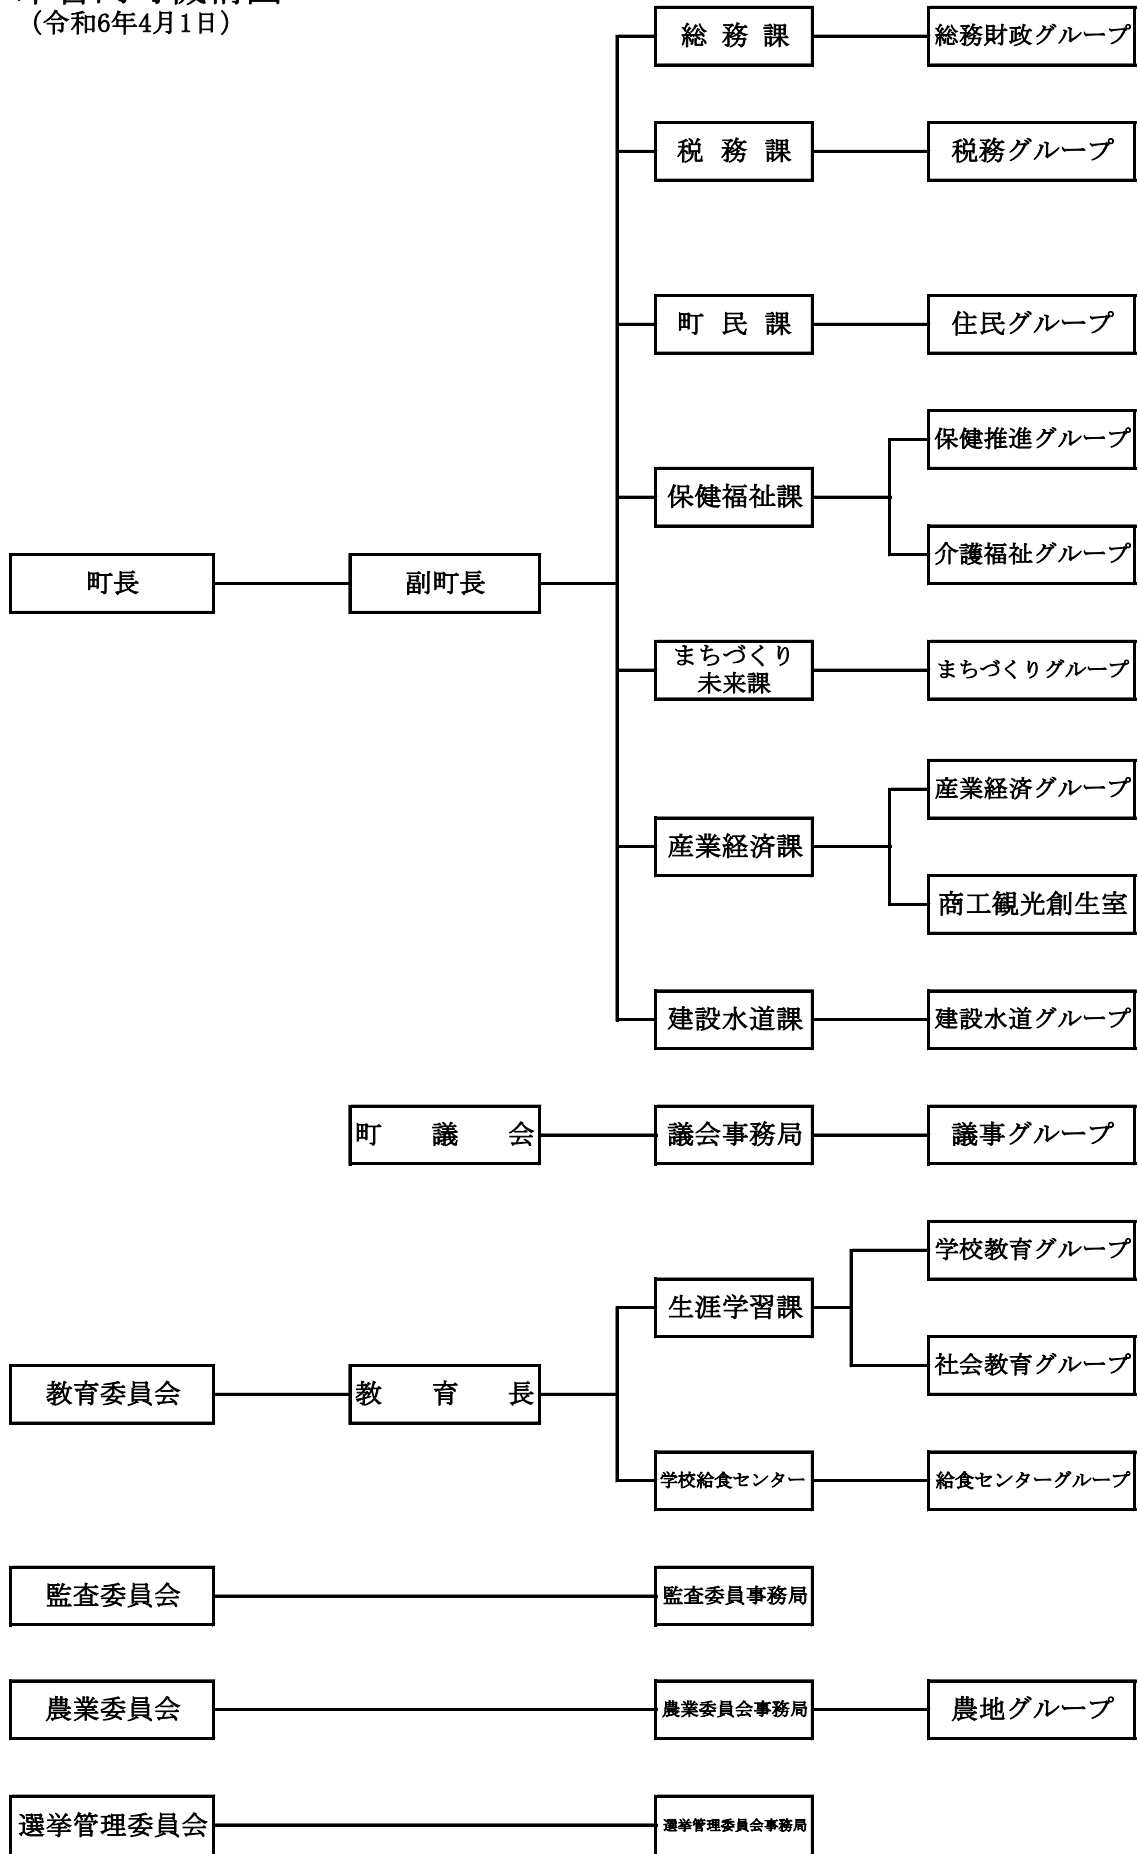 （令和6年4月1日）
総務課
総務財政グループ
税務課
税務グループ
町民課
住民グループ
保健推進グループ
保健福祉課
介護福祉グループ
町長
副町長
まちづくり
未来課
まちづくりグループ
産業経済グループ
産業経済課
商工観光創生室
建設水道課
建設水道グループ
町議会
議会事務局
議事グループ
学校教育グループ
生涯学習課
社会教育グループ
教育委員会
教育長
学校給食センター
給食センターグループ
監査委員会
監査委員事務局
農業委員会
農業委員会事務局
農地グループ
選挙管理委員会
選挙管理委員会事務局